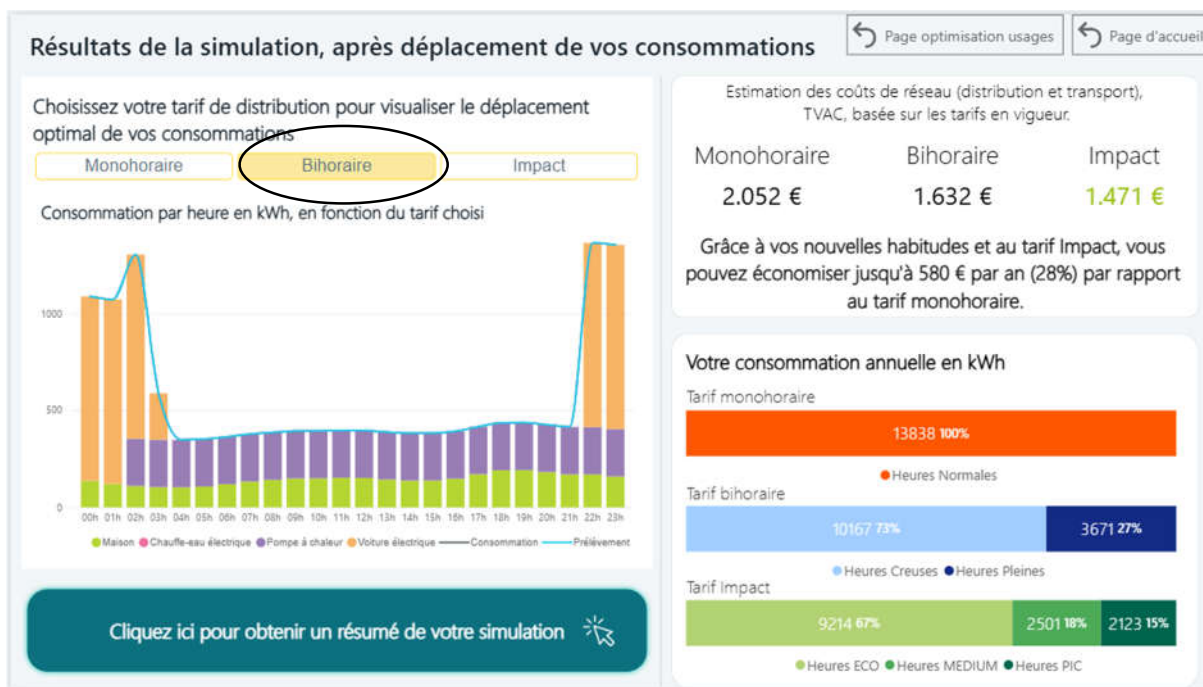 Résultats de la simulation, après déplacement de vos consommations
Page optimisation usages
Page d'accueil
Choisissez votre tarif de distribution pour visualiser le déplacement
optimal de vos consommations
Monohoraire
Bihoraire
Impact
Consommation par heure en kWh, en fonction du tarif choisi
1000
500
0
00h 01h 02h 03h 04h 05h 06h 07h 08h 09h 10h 11h 12h 13h 14h 15h 16h 17h 18h 19h 20h 21h 22h 23h
Maison Chauffe-eau électrique Pompe à chaleur Voiture électrique Consommation Prélèvement
Cliquez ici pour obtenir un résumé de votre simulation
Estimation des coûts de réseau (distribution et transport),
TVAC, basée sur les tarifs en vigueur.
Monohoraire Bihoraire Impact
2.052 € 1.632 € 1.471 €
Grâce à vos nouvelles habitudes et au tarif Impact, vous
pouvez économiser jusqu'à 580 € par an (28%) par rapport
au tarif monohoraire.
Votre consommation annuelle en kWh
Tarif monohoraire
13838 100%
Heures Normales
Tarif bihoraire
10167 73% 3671 27%
Heures Creuses Heures Pleines
Tarif Impact
9214 67% 2501 18% 2123 15%
Heures ECO Heures MEDIUM Heures PIC